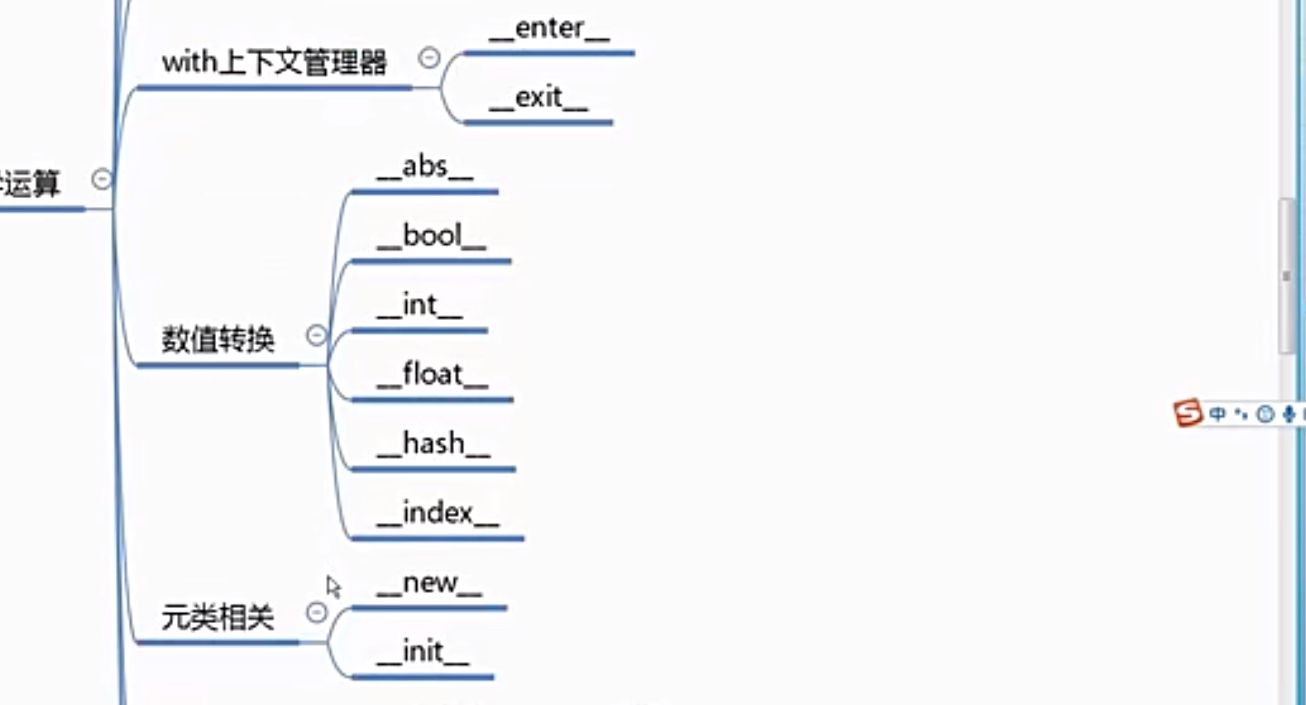 with上下文管理器
__enter__
__exit__
运算
数值转换
__abs__
__bool__
__int__
__float__
__hash__
__index__
元类相关
__new__
__init__
中